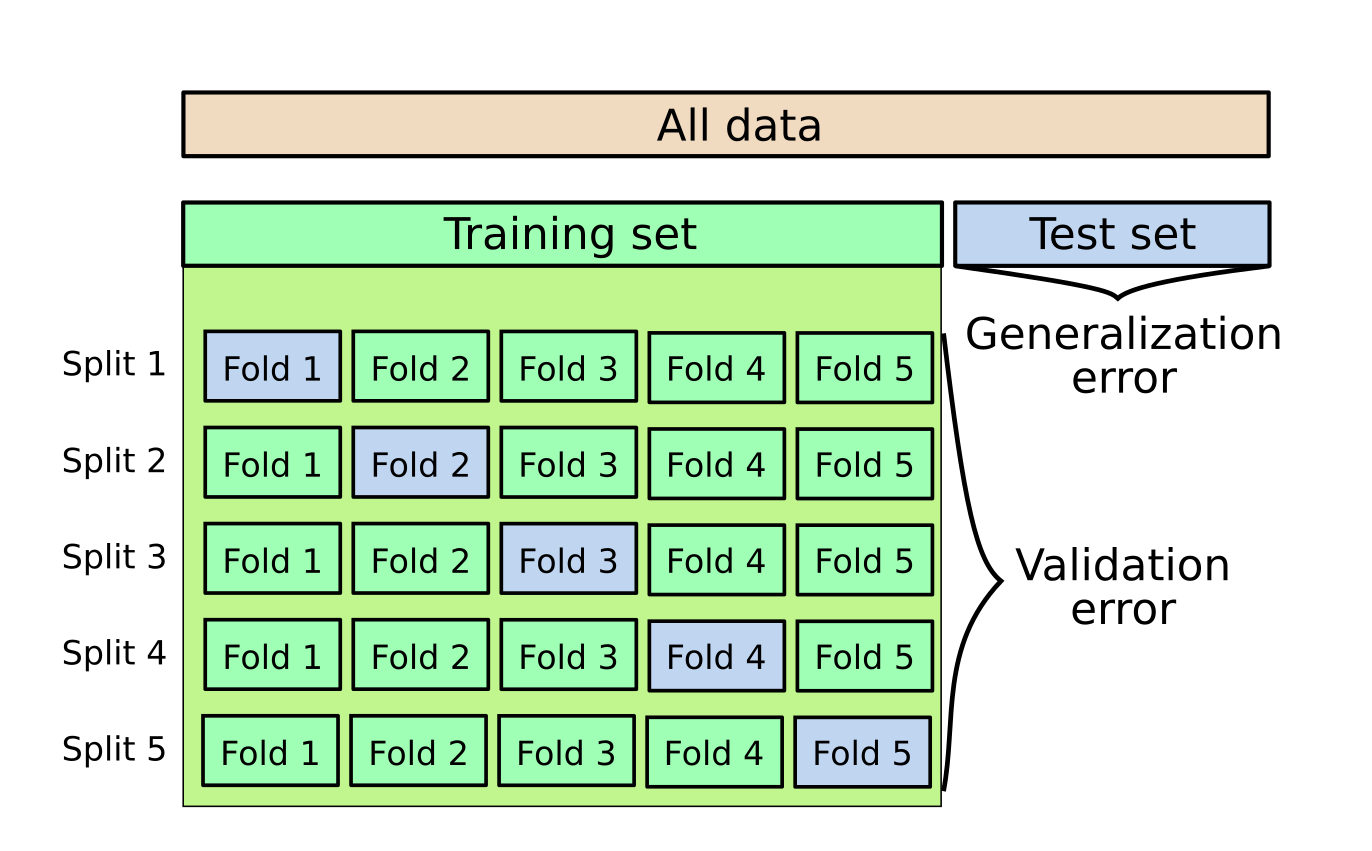 All data
Training set
Test set
Generalization
error
Split 1
Fold 1
Fold 2
Fold 3
Fold 4
Fold 5
Split 2
Fold 1
Fold 2
Fold 3
Fold 4
Fold 5
Split 3
Fold 1
Fold 2
Fold 3
Fold 4
Fold 5
Validation
error
Split 4
Fold 1
Fold 2
Fold 3
Fold 4
Fold 5
Split 5
Fold 1
Fold 2
Fold 3
Fold 4
Fold 5